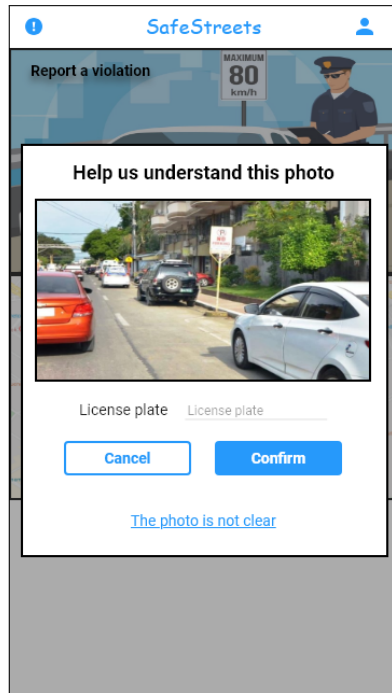 SafeStreets
Report a violation
MAXIMUM
80
km/h
Help us understand this photo
License plate
License plate
Cancel
Confirm
The photo is not clear